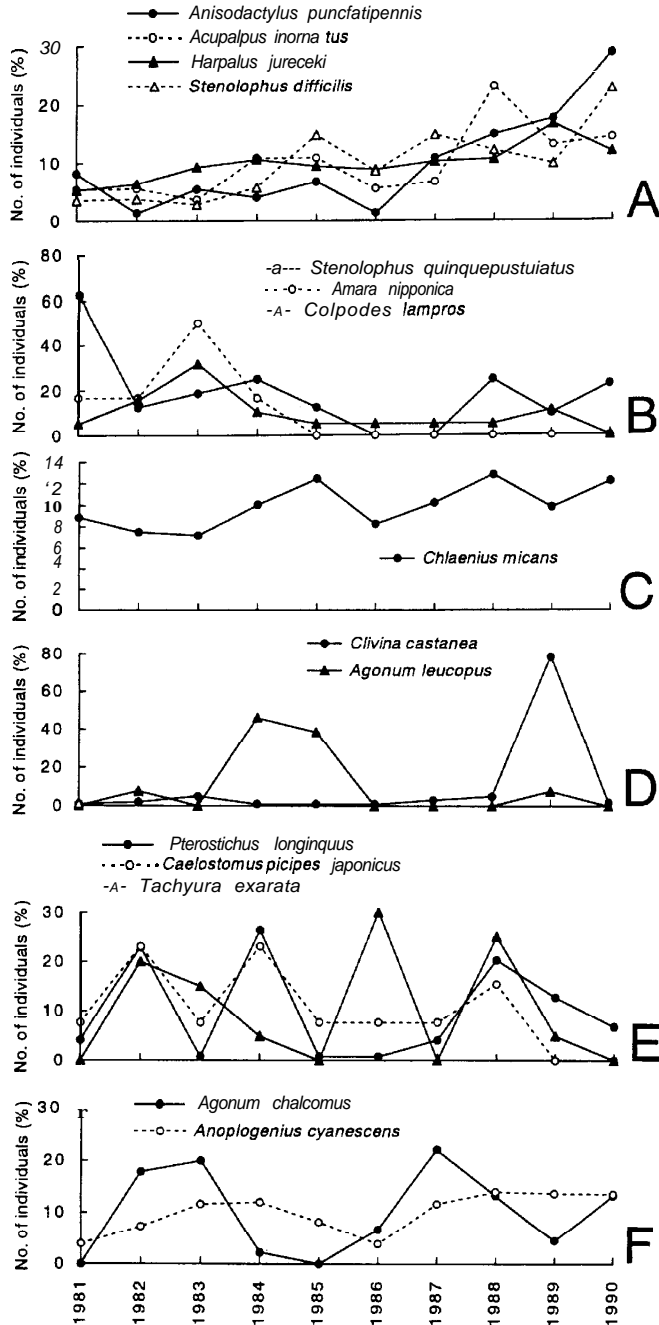 Anisodactylus puncfatipennis
Acupalpus inorna tus
Harpalus jureceki
Stenolophus difficilis
No. of individuals (%)
30
20
10
0
A
-a--- Stenolophus quinquepustuiatus
Amara nipponica
-A- Colpodes lampros
No. of individuals (%)
80
60
40
20
0
B
No. of individuals (%)
14
12
10
8
6
4
2
0
Chlaenius micans
C
Clivina castanea
Agonum leucopus
No. of individuals (%)
80
60
40
20
0
D
Pterostichus longinquus
Caelostomus picipes japonicus
-A- Tachyura exarata
No. of individuals (%)
30
20
10
0
E
Agonum chalcomus
Anoplogenius cyanescens
No. of individuals (%)
30
20
10
0
F
1981
1982
1983
1984
1985
1986
1987
1988
1989
1990